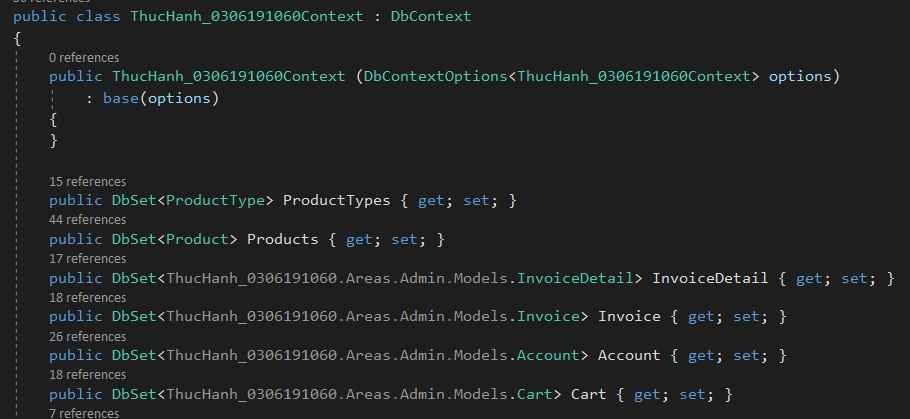 public class ThucHanh_0306191060Context : DbContext
{
0 references
public ThucHanh_0306191060Context (DbContextOptions<ThucHanh_0306191060Context> options)
: base(options)
{
}
15 references
public DbSet<ProductType> ProductTypes { get; set; }
44 references
public DbSet<Product> Products { get; set; }
17 references
public DbSet<ThucHanh_0306191060.Areas.Admin.Models.InvoiceDetail> InvoiceDetail { get; set; }
18 references
public DbSet<ThucHanh_0306191060.Areas.Admin.Models.Invoice> Invoice { get; set; }
26 references
public DbSet<ThucHanh_0306191060.Areas.Admin.Models.Account> Account { get; set; }
18 references
public DbSet<ThucHanh_0306191060.Areas.Admin.Models.Cart> Cart { get; set; }
7 references